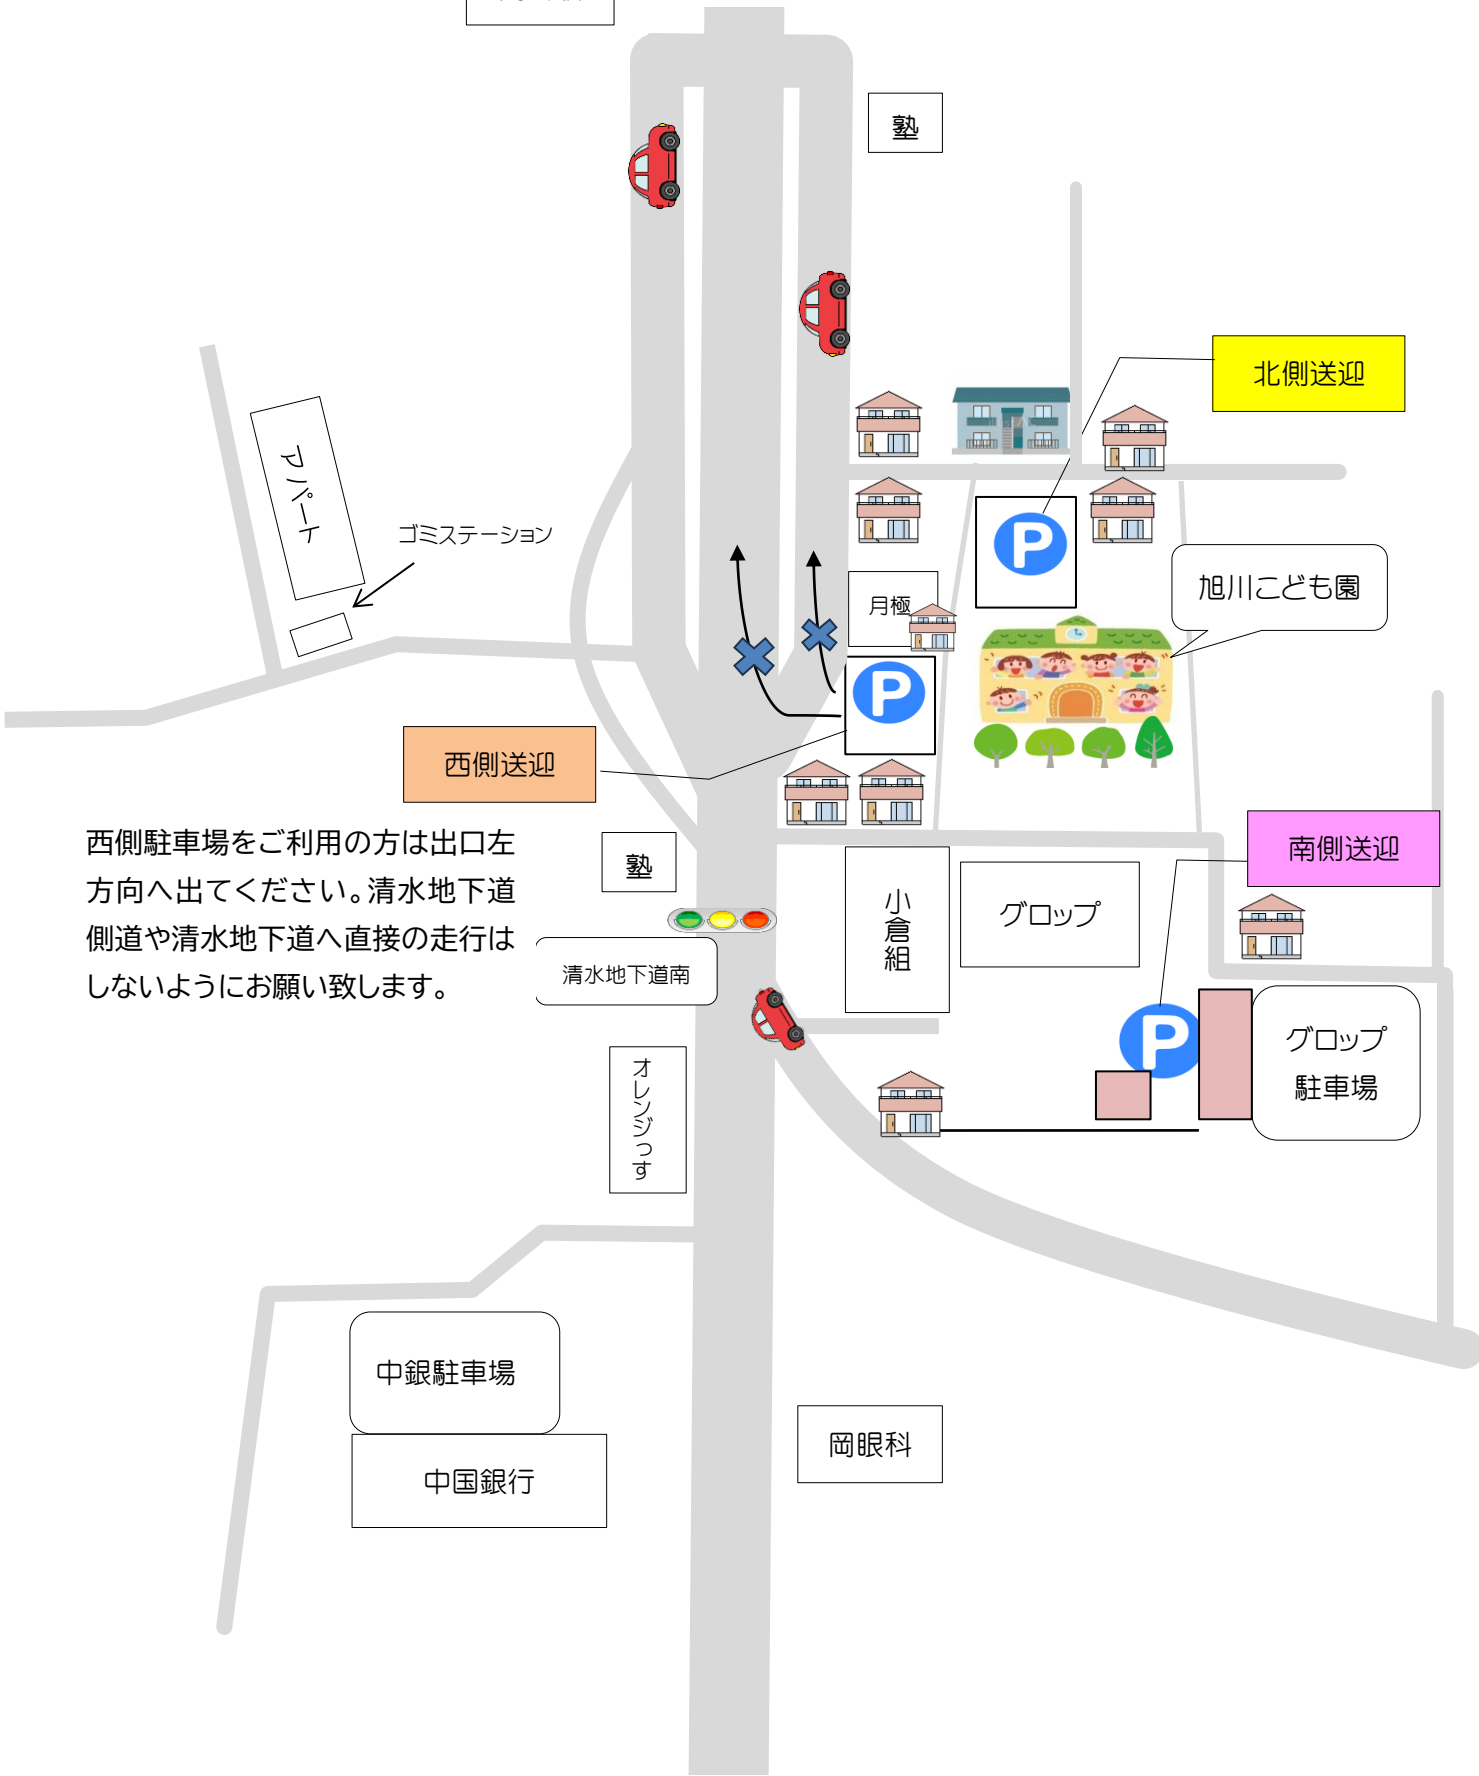 塾
北側送迎
アパート
ゴミステーション
旭川こども園
月極
P
P
西側送迎
西側駐車場をご利用の方は出口左
方向へ出てください。清水地下道
側道や清水地下道へ直接の走行は
しないようにお願い致します。
塾
南側送迎
小倉組
グロップ
清水地下道南
P
グロップ
駐車場
オレンジっす
中銀駐車場
中国銀行
岡眼科